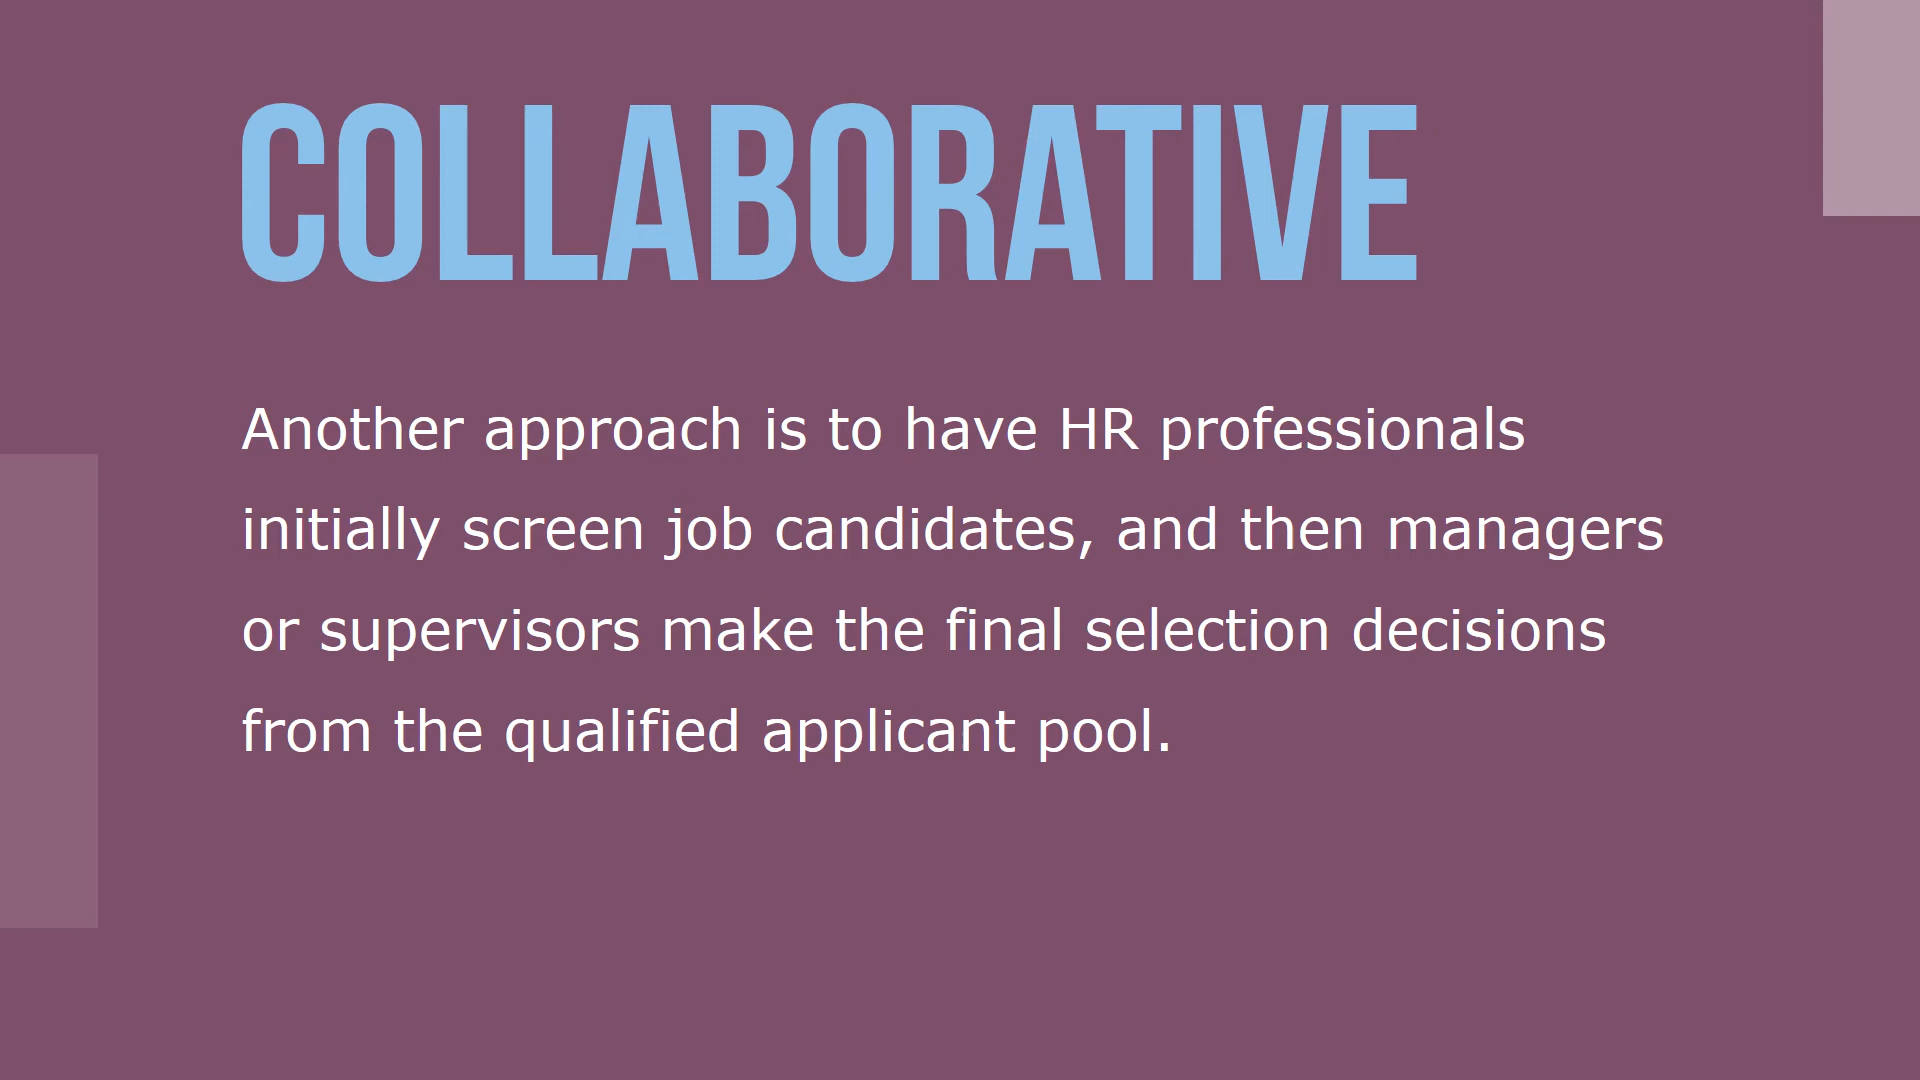 COLLABORATIVE
Another approach is to have HR professionals
initially screen job candidates, and then managers
or supervisors make the final selection decisions
from the qualified applicant pool.